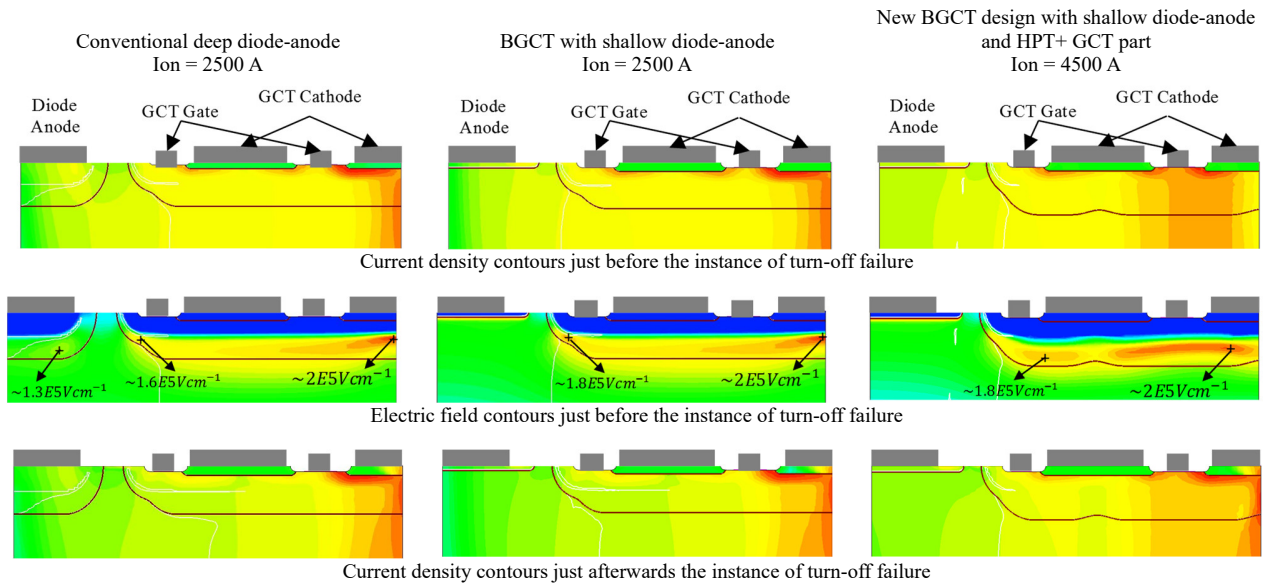 Conventional deep diode-anode
Ion = 2500 A
BGCT with shallow diode-anode
Ion = 2500 A
New BGCT design with shallow diode-anode
and HPT+ GCT part
Ion = 4500 A
Diode
Anode
GCT Gate
GCT Cathode
Diode
Anode
GCT Gate
GCT Cathode
Diode
Anode
GCT Gate
GCT Cathode
Current density contours just before the instance of turn-off failure
~1.3E5Vcm⁻¹
~1.6E5Vcm⁻¹
~2E5Vcm⁻¹
~1.8E5Vcm⁻¹
~2E5Vcm⁻¹
~1.8E5Vcm⁻¹
~2E5Vcm⁻¹
Electric field contours just before the instance of turn-off failure
Current density contours just afterwards the instance of turn-off failure